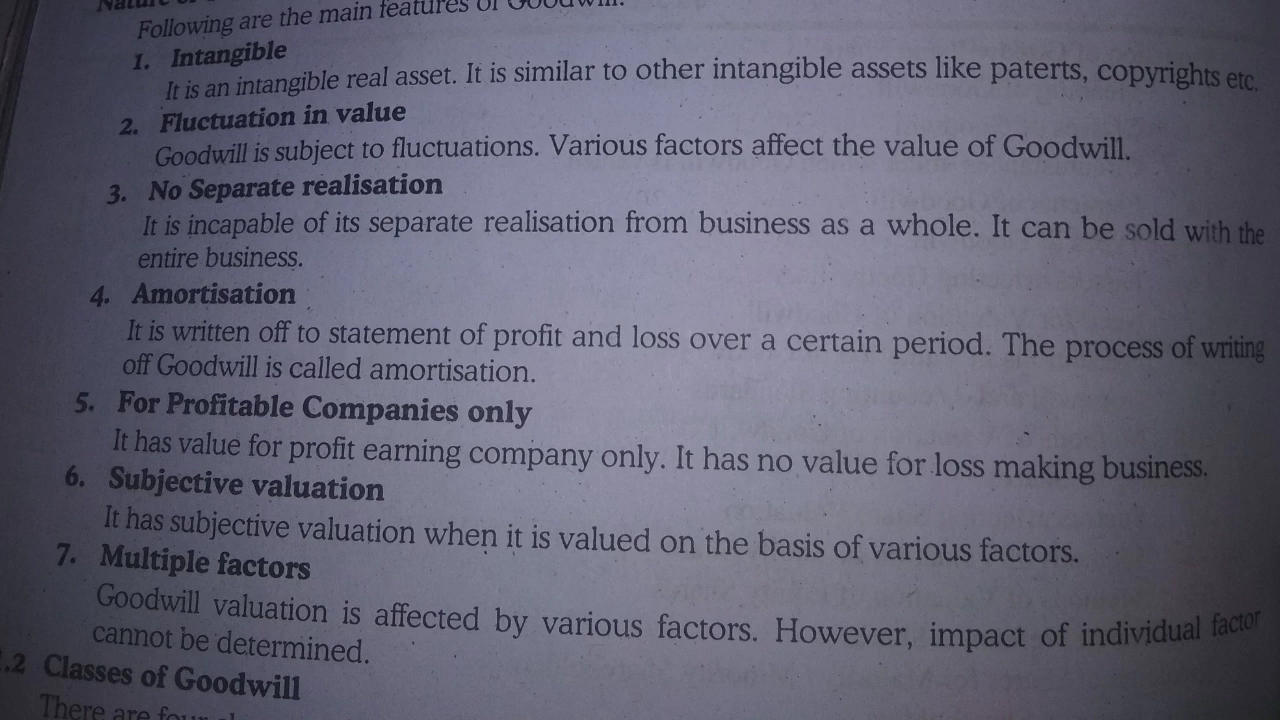 Nature of
Following are the main features of Goodwill.
1. Intangible
It is an intangible real asset. It is similar to other intangible assets like paterts, copyrights etc.
2. Fluctuation in value
Goodwill is subject to fluctuations. Various factors affect the value of Goodwill.
3. No Separate realisation
It is incapable of its separate realisation from business as a whole. It can be sold with the
entire business.
4. Amortisation
It is written off to statement of profit and loss over a certain period. The process of writing
off Goodwill is called amortisation.
5. For Profitable Companies only
It has value for profit earning company only. It has no value for loss making business.
6. Subjective valuation
It has subjective valuation when it is valued on the basis of various factors.
7. Multiple factors
Goodwill valuation is affected by various factors. However, impact of individual factor
cannot be determined.
.2 Classes of Goodwill
There are four